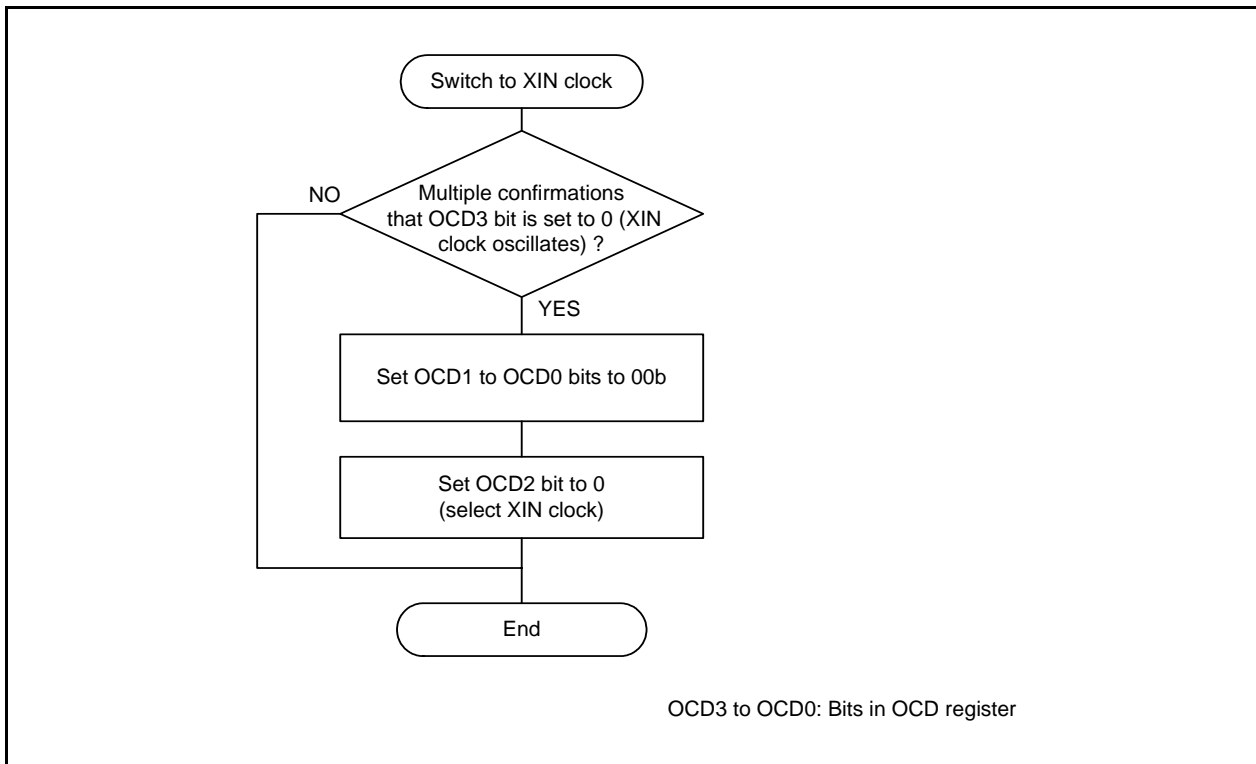 Switch to XIN clock
Multiple confirmations
that OCD3 bit is set to 0 (XIN
clock oscillates) ?
NO
YES
Set OCD1 to OCD0 bits to 00b
Set OCD2 bit to 0
(select XIN clock)
End
OCD3 to OCD0: Bits in OCD register